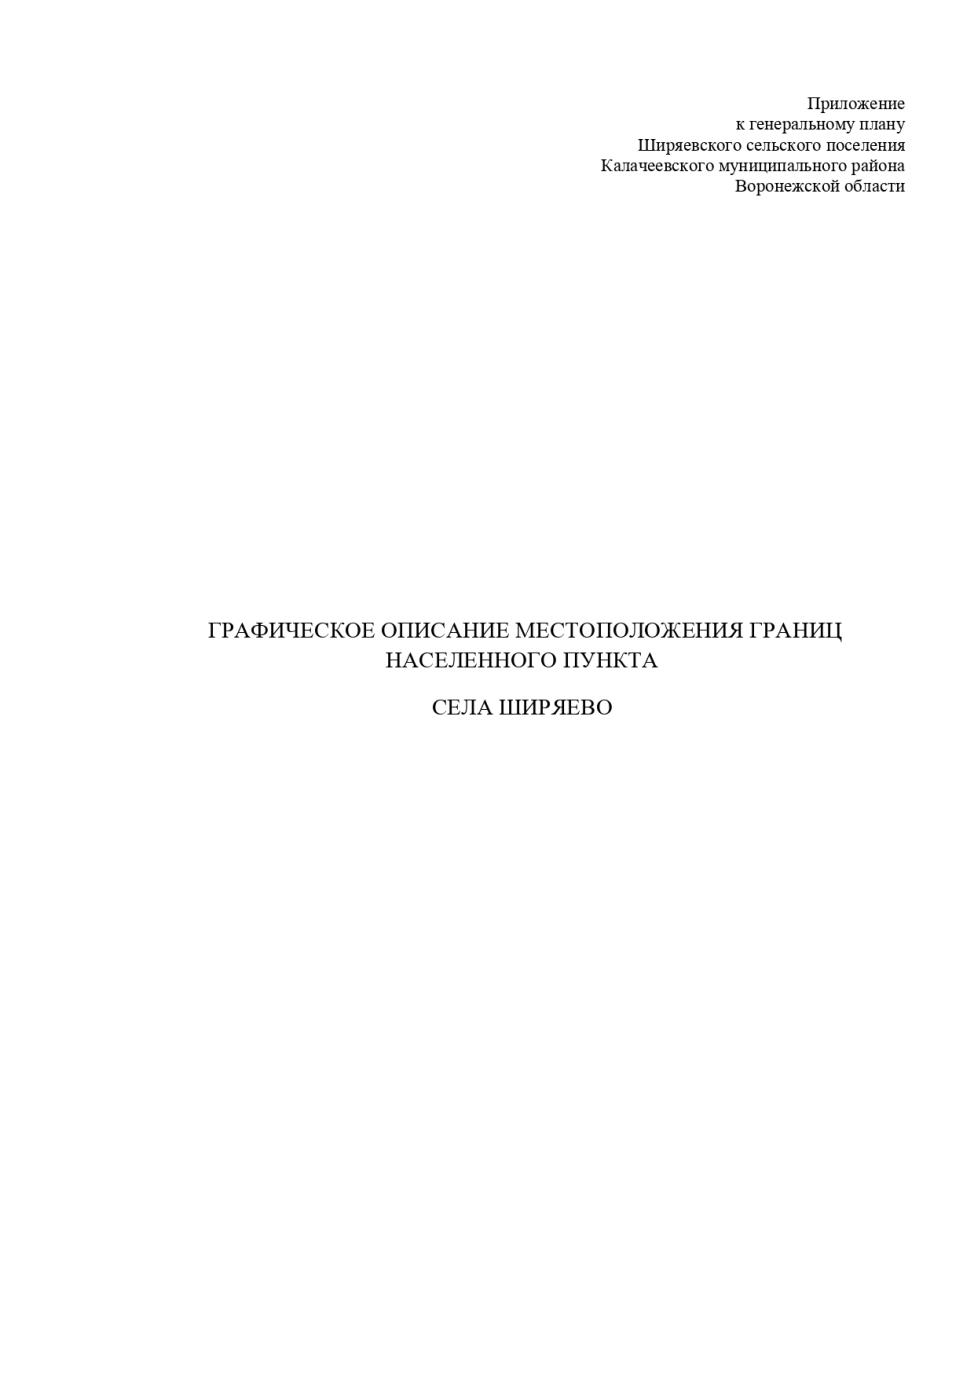 Приложение
к генеральному плану
Ширяевского сельского поселения
Калачеевского муниципального района
Воронежской области
ГРАФИЧЕСКОЕ ОПИСАНИЕ МЕСТОПОЛОЖЕНИЯ ГРАНИЦ
НАСЕЛЕННОГО ПУНКТА
СЕЛА ШИРЯЕВО